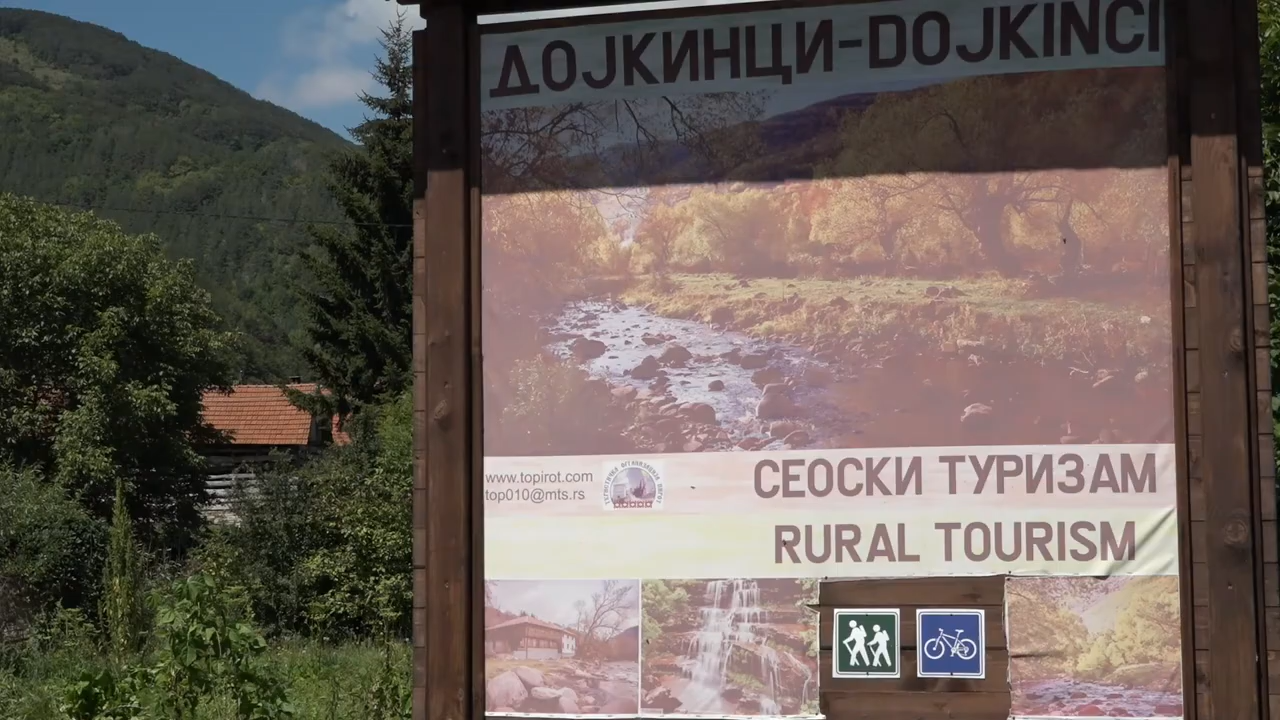 ДОЈКИНЦИ-DOJKINCI
www.topirot.com
top010@mts.rs
СЕОСКИ ТУРИЗАМ
RURAL TOURISM